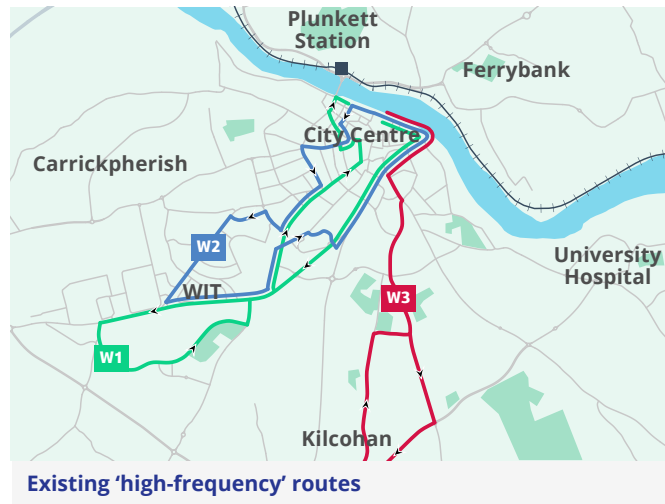 Plunkett
Station
Ferrybank
City Centre
Carrickpherish
W2
University
Hospital
WIT
W3
W1
Kilcohan
Existing ‘high-frequency’ routes